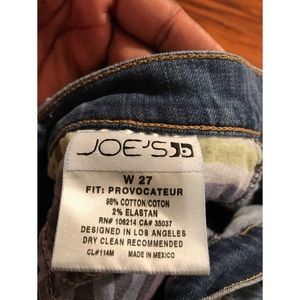 JOE'S
W 27
FIT: PROVOCATEUR
98% COTTON/COTON
2% ELASTAN
RN# 106214 CA# 35037
DESIGNED IN LOS ANGELES
DRY CLEAN RECOMMENDED
CL#114M MADE IN MEXICO